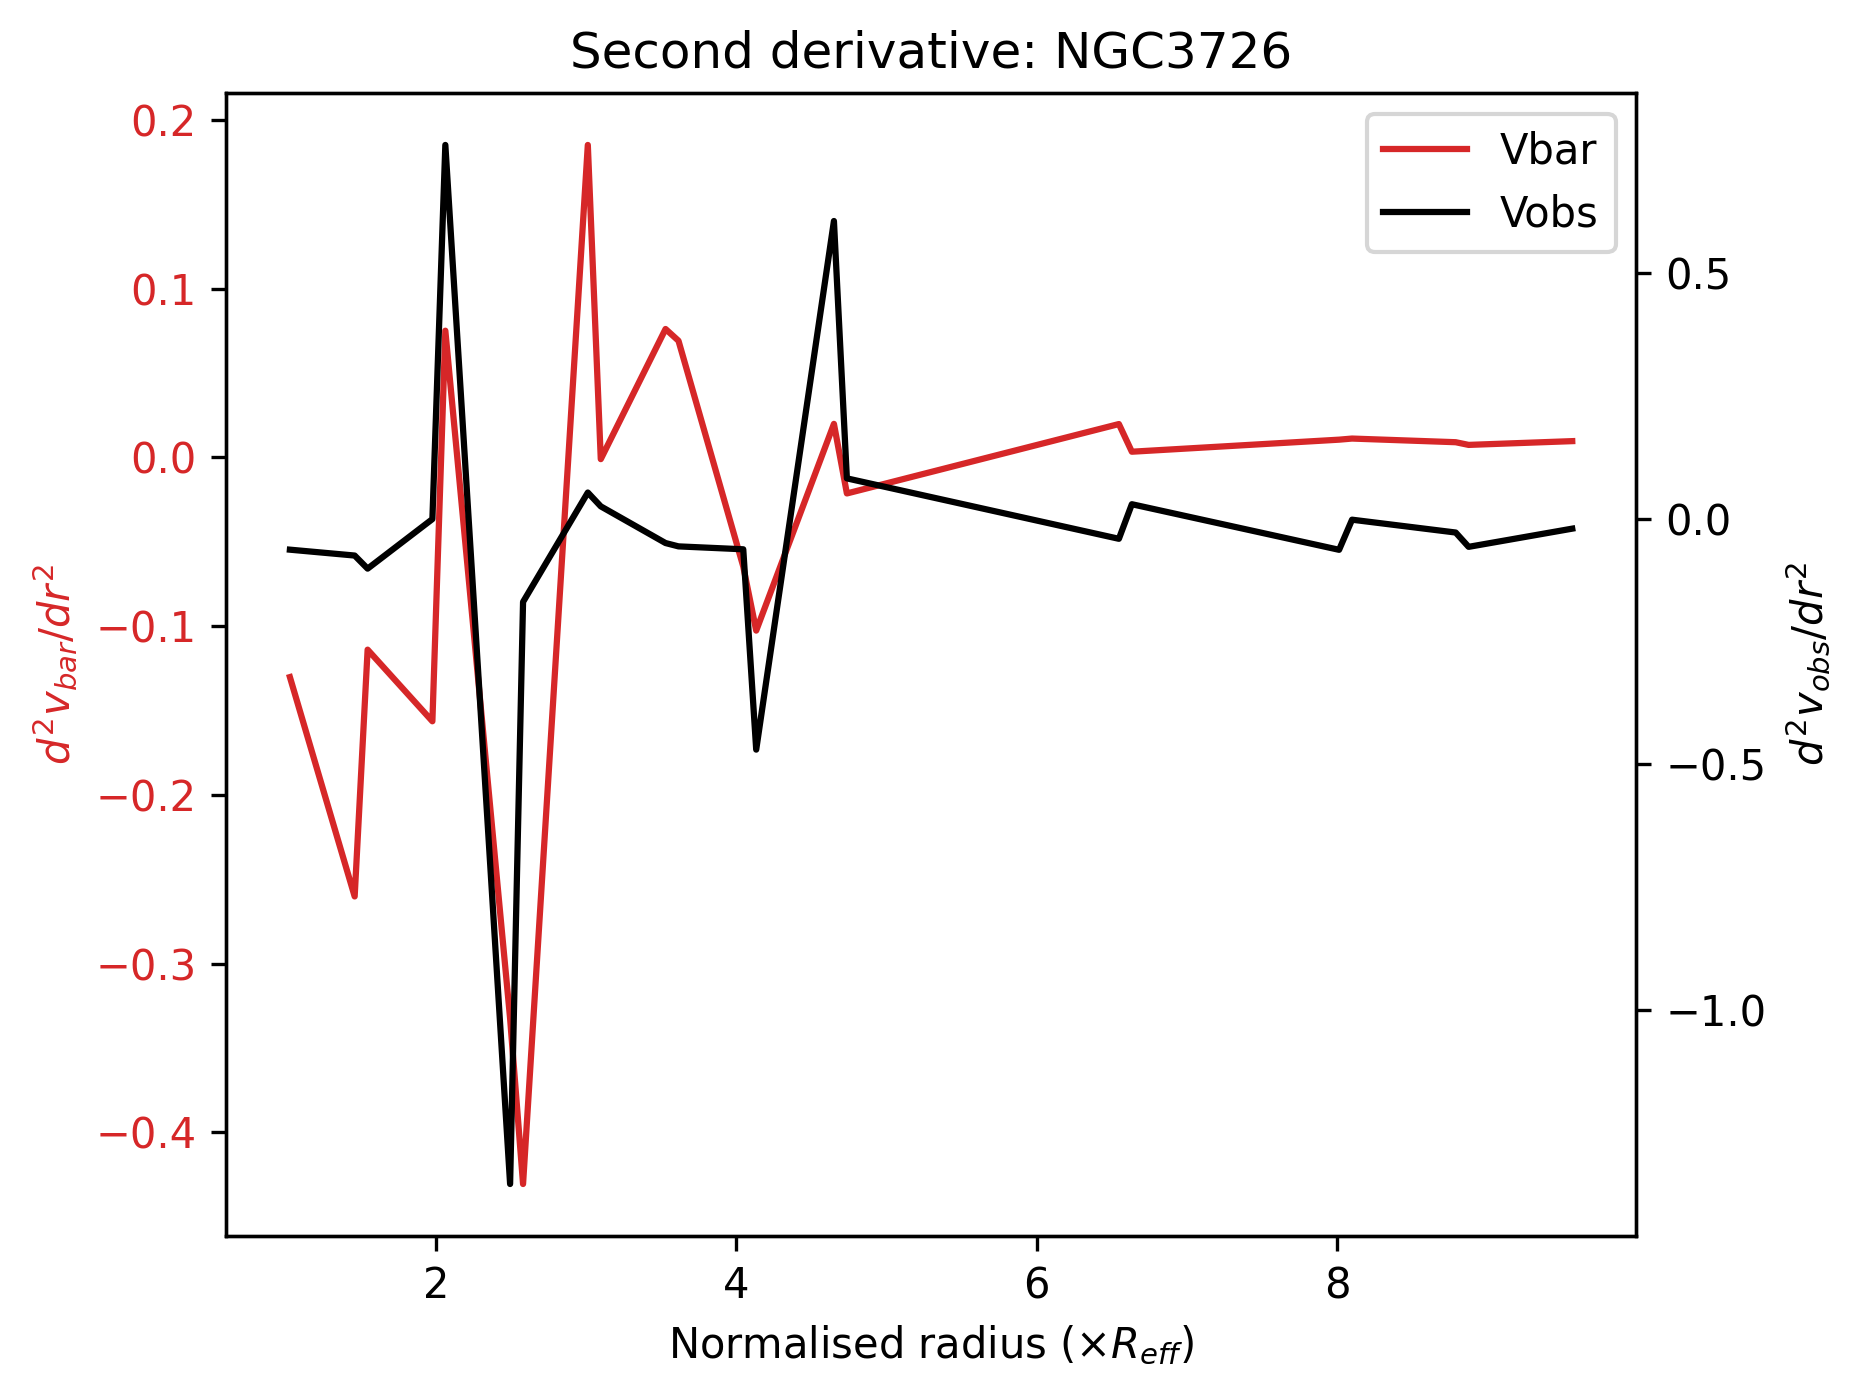 Second derivative: NGC3726
Vbar
Vobs
0.2
0.1
0.0
−0.1
−0.2
−0.3
−0.4
d²v_bar/dr²
0.5
0.0
−0.5
−1.0
d²v_obs/dr²
2 4 6 8
Normalised radius (×R_eff)